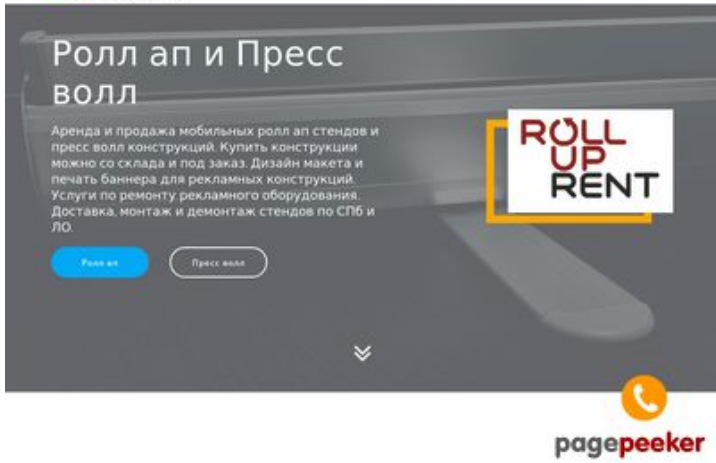 Ролл ап и Пресс
волл
Аренда и продажа мобильных ролл ап стендов и
пресс волл конструкций. Купить конструкции
можно со склада и под заказ. Дизайн макета и
печать баннера для рекламных конструкций.
Услуги по ремонту рекламного оборудования.
Доставка, монтаж и демонтаж стендов по СПб и
ЛО.
Ролл ап
Пресс волл
ROLL
UP
RENT
pagepeeker